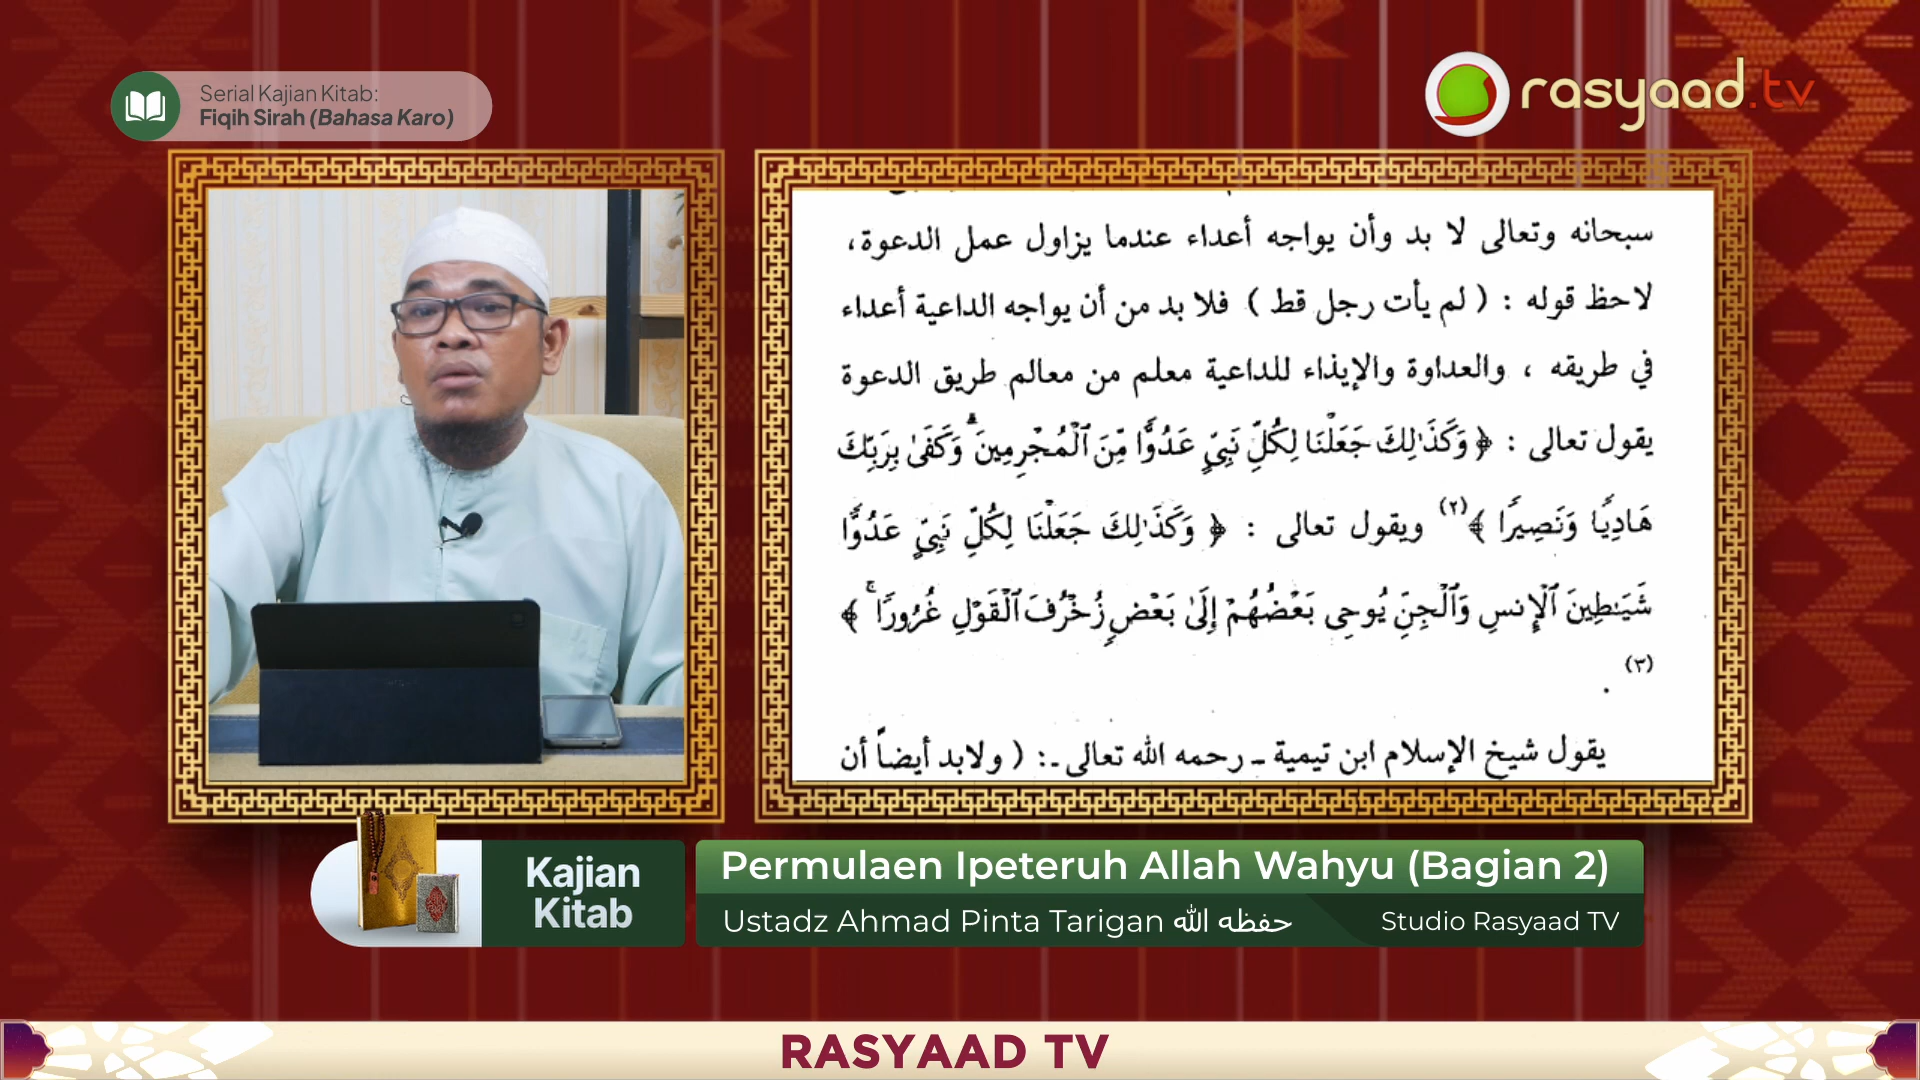 Serial Kajian Kitab:
Fiqih Sirah (Bahasa Karo)
rasyaad.tv
سبحانه وتعالى لا بد وأن يواجه أعداء عندما يزاول عمل الدعوة،
لاحظ قوله : ( لم يأت رجل قط ) فلا بد من أن يواجه الداعية أعداء
في طريقه ، والعداوة والإيذاء للداعية معلم من معالم طريق الدعوة
يقول تعالى : ﴿ وَكَذَٰلِكَ جَعَلْنَا لِكُلِّ نَبِيٍّ عَدُوًّا مِّنَ ٱلْمُجْرِمِينَ ۗ وَكَفَىٰ بِرَبِّكَ
هَادِيًا وَنَصِيرًا ﴾(٢) ويقول تعالى : ﴿ وَكَذَٰلِكَ جَعَلْنَا لِكُلِّ نَبِيٍّ عَدُوًّا
شَيَـٰطِينَ ٱلْإِنسِ وَٱلْجِنِّ يُوحِى بَعْضُهُمْ إِلَىٰ بَعْضٍ زُخْرُفَ ٱلْقَوْلِ غُرُورًا ۚ ﴾
(٣) .
يقول شيخ الإسلام ابن تيمية ـ رحمه الله تعالى ـ: ( ولابد أيضاً أن
Kajian
Kitab
Permulaen Ipeteruh Allah Wahyu (Bagian 2)
Ustadz Ahmad Pinta Tarigan حفظه الله
Studio Rasyaad TV
RASYAAD TV